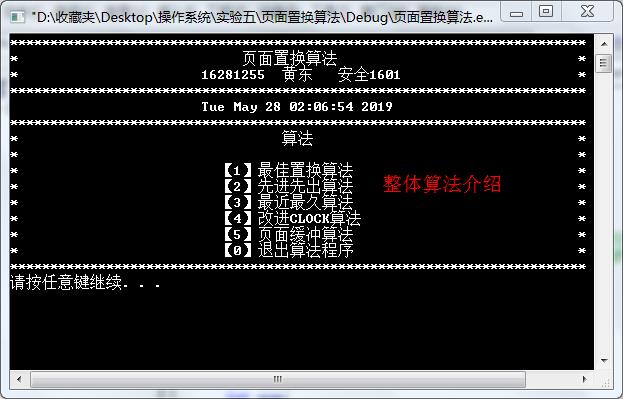 "D:\收藏夹\Desktop\操作系统\实验五\页面置换算法\Debug\页面置换算法.e...
页面置换算法
16281255 黄东 安全1601
Tue May 28 02:06:54 2019
算法
【1】最佳置换算法
【2】先进先出算法
整体算法介绍
【3】最近最久算法
【4】改进CLOCK算法
【5】页面缓冲算法
【0】退出算法程序
请按任意键继续. . .